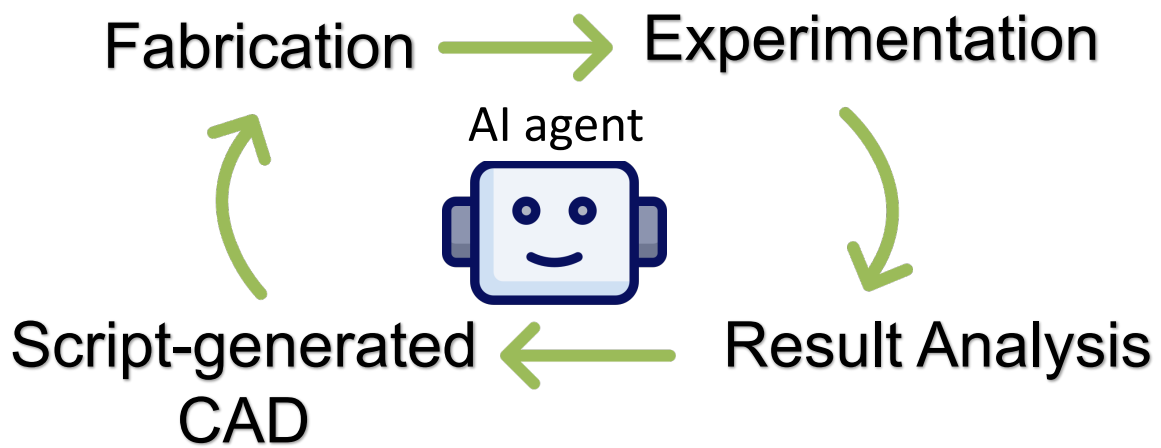 Fabrication
Experimentation
AI agent
Script-generated
CAD
Result Analysis